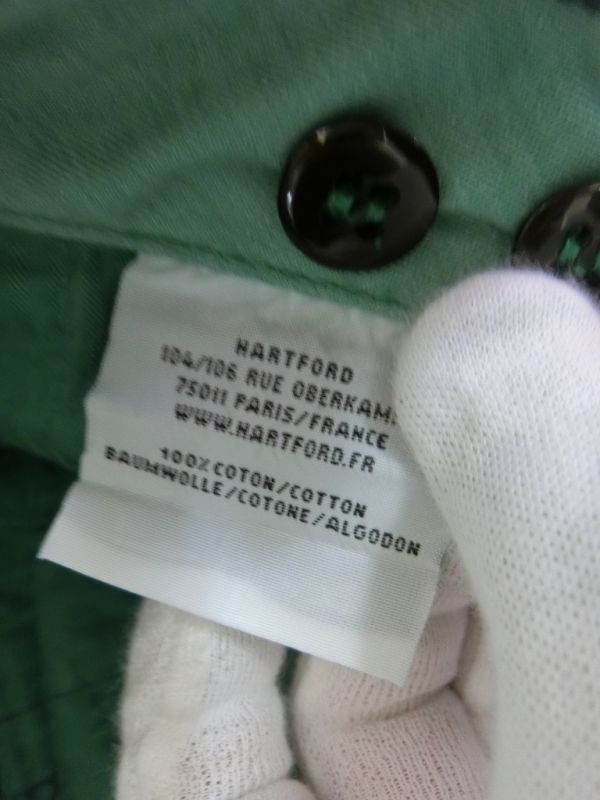 HARTFORD
104/106 RUE OBERKAM
75011 PARIS/FRANCE
WWW.HARTFORD.FR
100% COTON/COTTON
BAUMWOLLE/COTONE/ALGODON